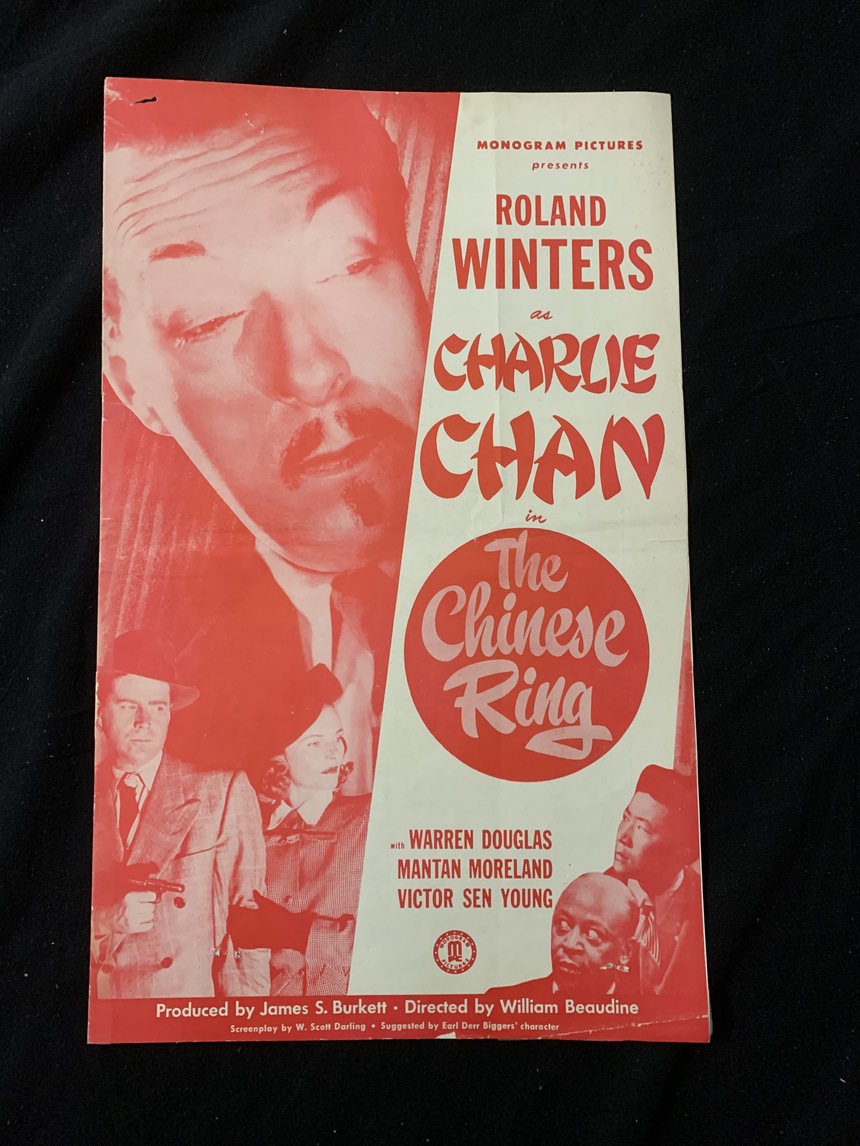 MONOGRAM PICTURES
presents
ROLAND
WINTERS
as
CHARLIE
CHAN
in
The
Chinese
Ring
with WARREN DOUGLAS
MANTAN MORELAND
VICTOR SEN YOUNG
MONOGRAM
PICTURES
Produced by James S. Burkett • Directed by William Beaudine
Screenplay by W. Scott Darling • Suggested by Earl Derr Biggers' character